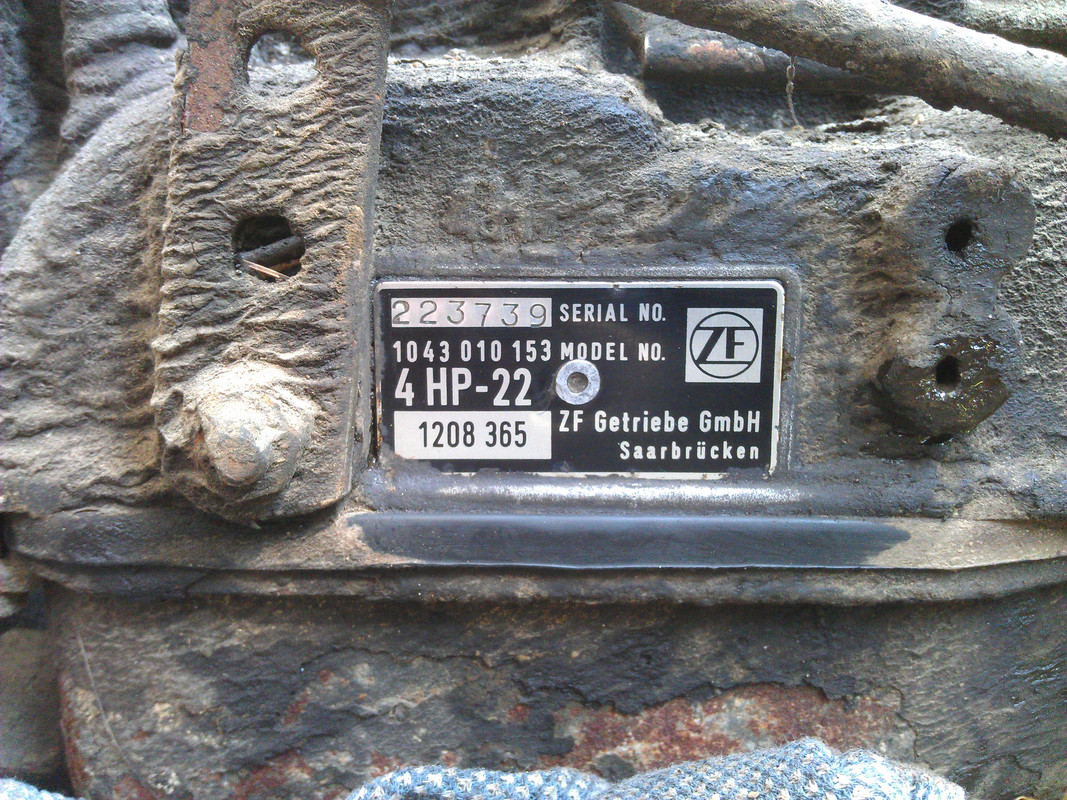 223739 SERIAL NO.
1043 010 153 MODEL NO.
ZF
4 HP-22
1208 365
ZF Getriebe GmbH
Saarbrücken